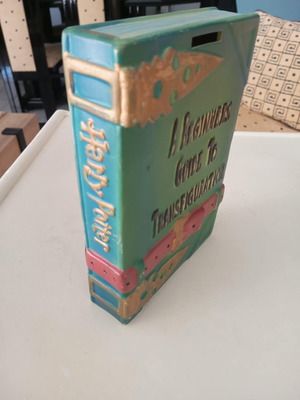 Harry Potter
A BEGINNERS
GUIDE TO
TRANSFIGURATION